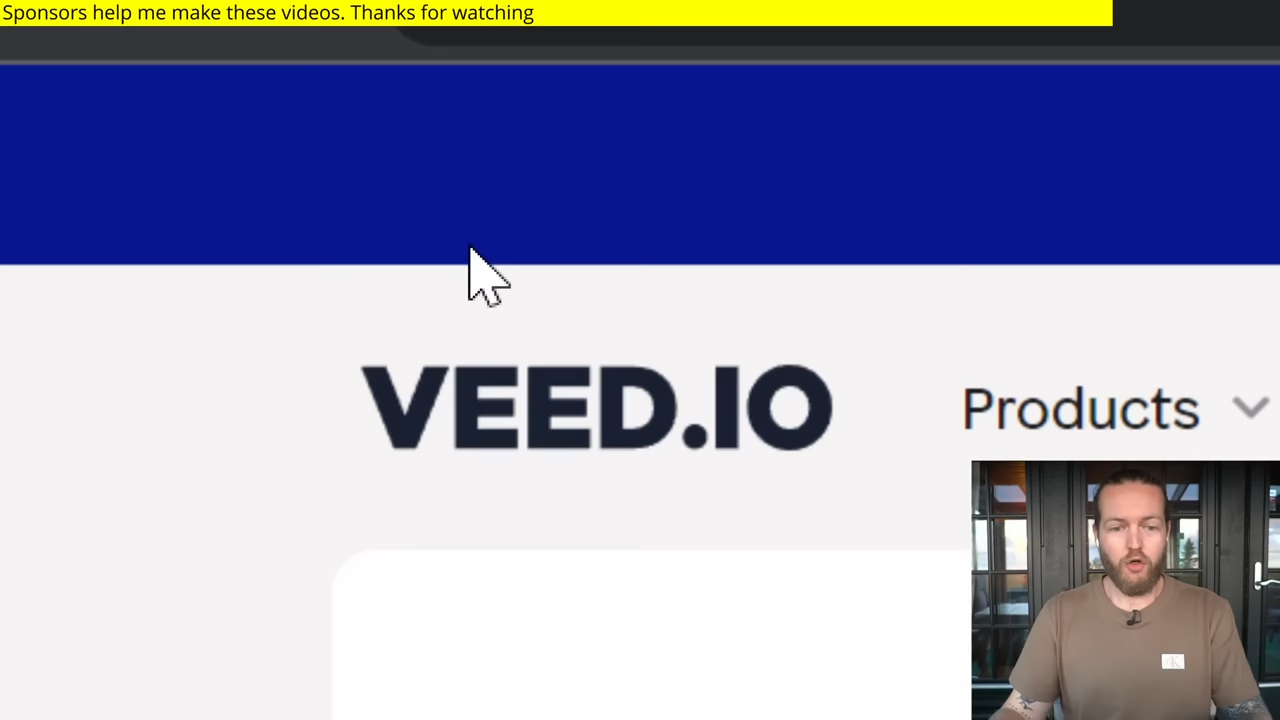 Sponsors help me make these videos. Thanks for watching
VEED.IO
Products